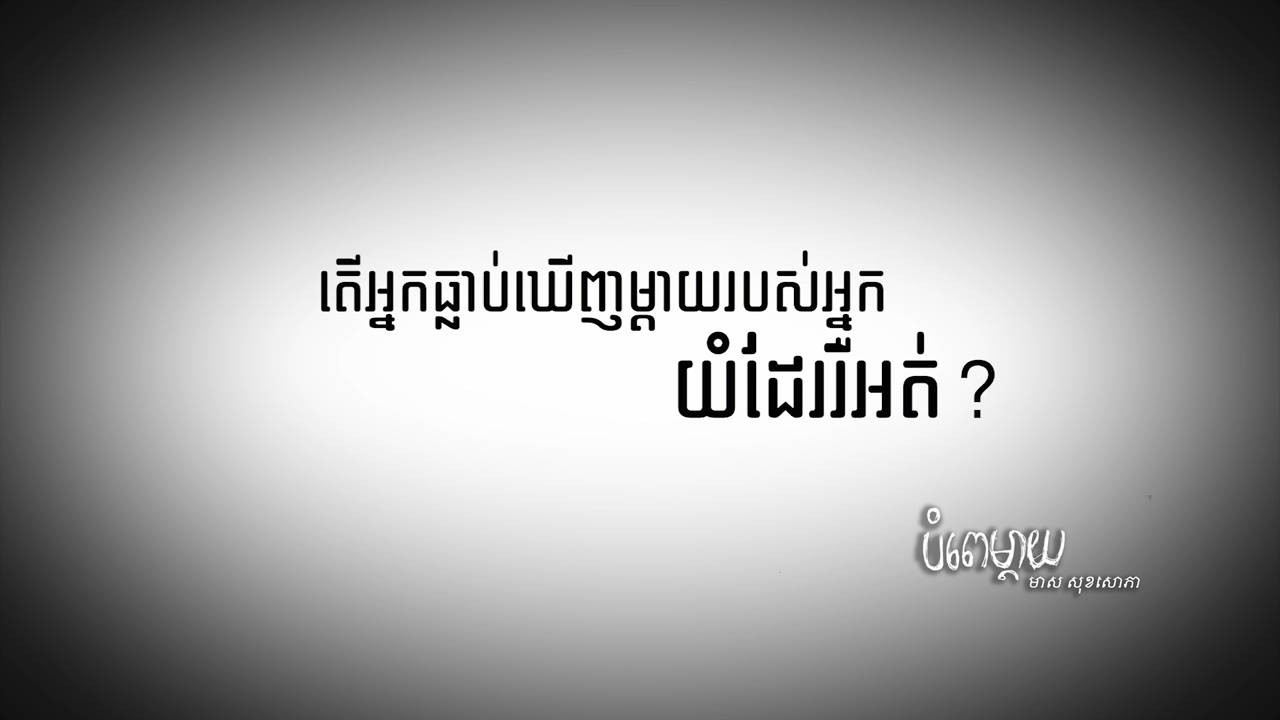 តើអ្នកធ្លាប់ឃើញម្ដាយរបស់អ្នក
យំដែររឺអត់ ?
បំពេម្ដាយ
មាស សុខសោភា